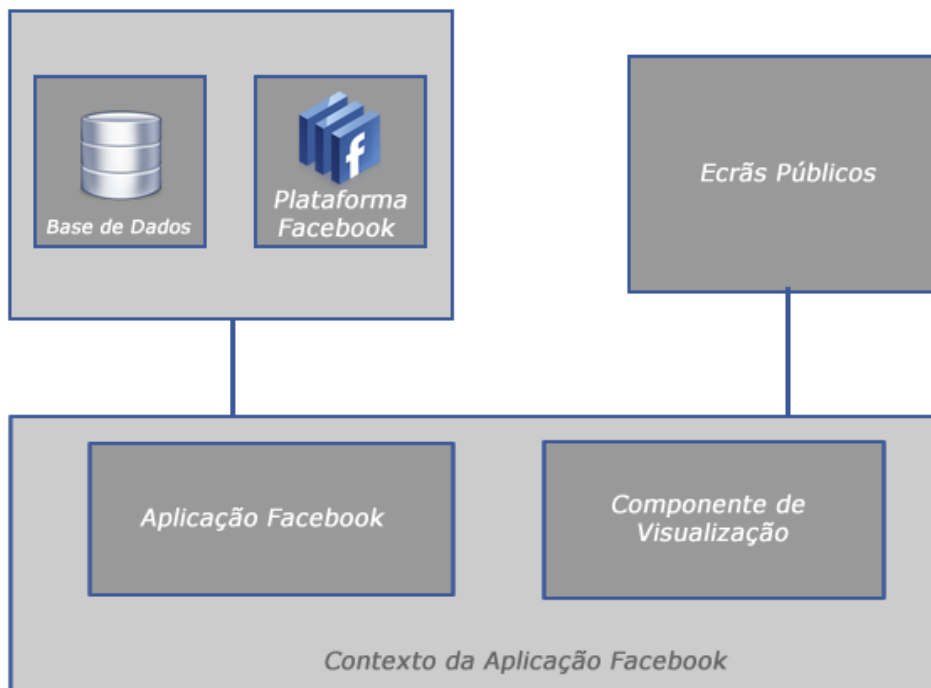 Base de Dados
f
Plataforma
Facebook
Ecrãs Públicos
Aplicação Facebook
Componente de
Visualização
Contexto da Aplicação Facebook